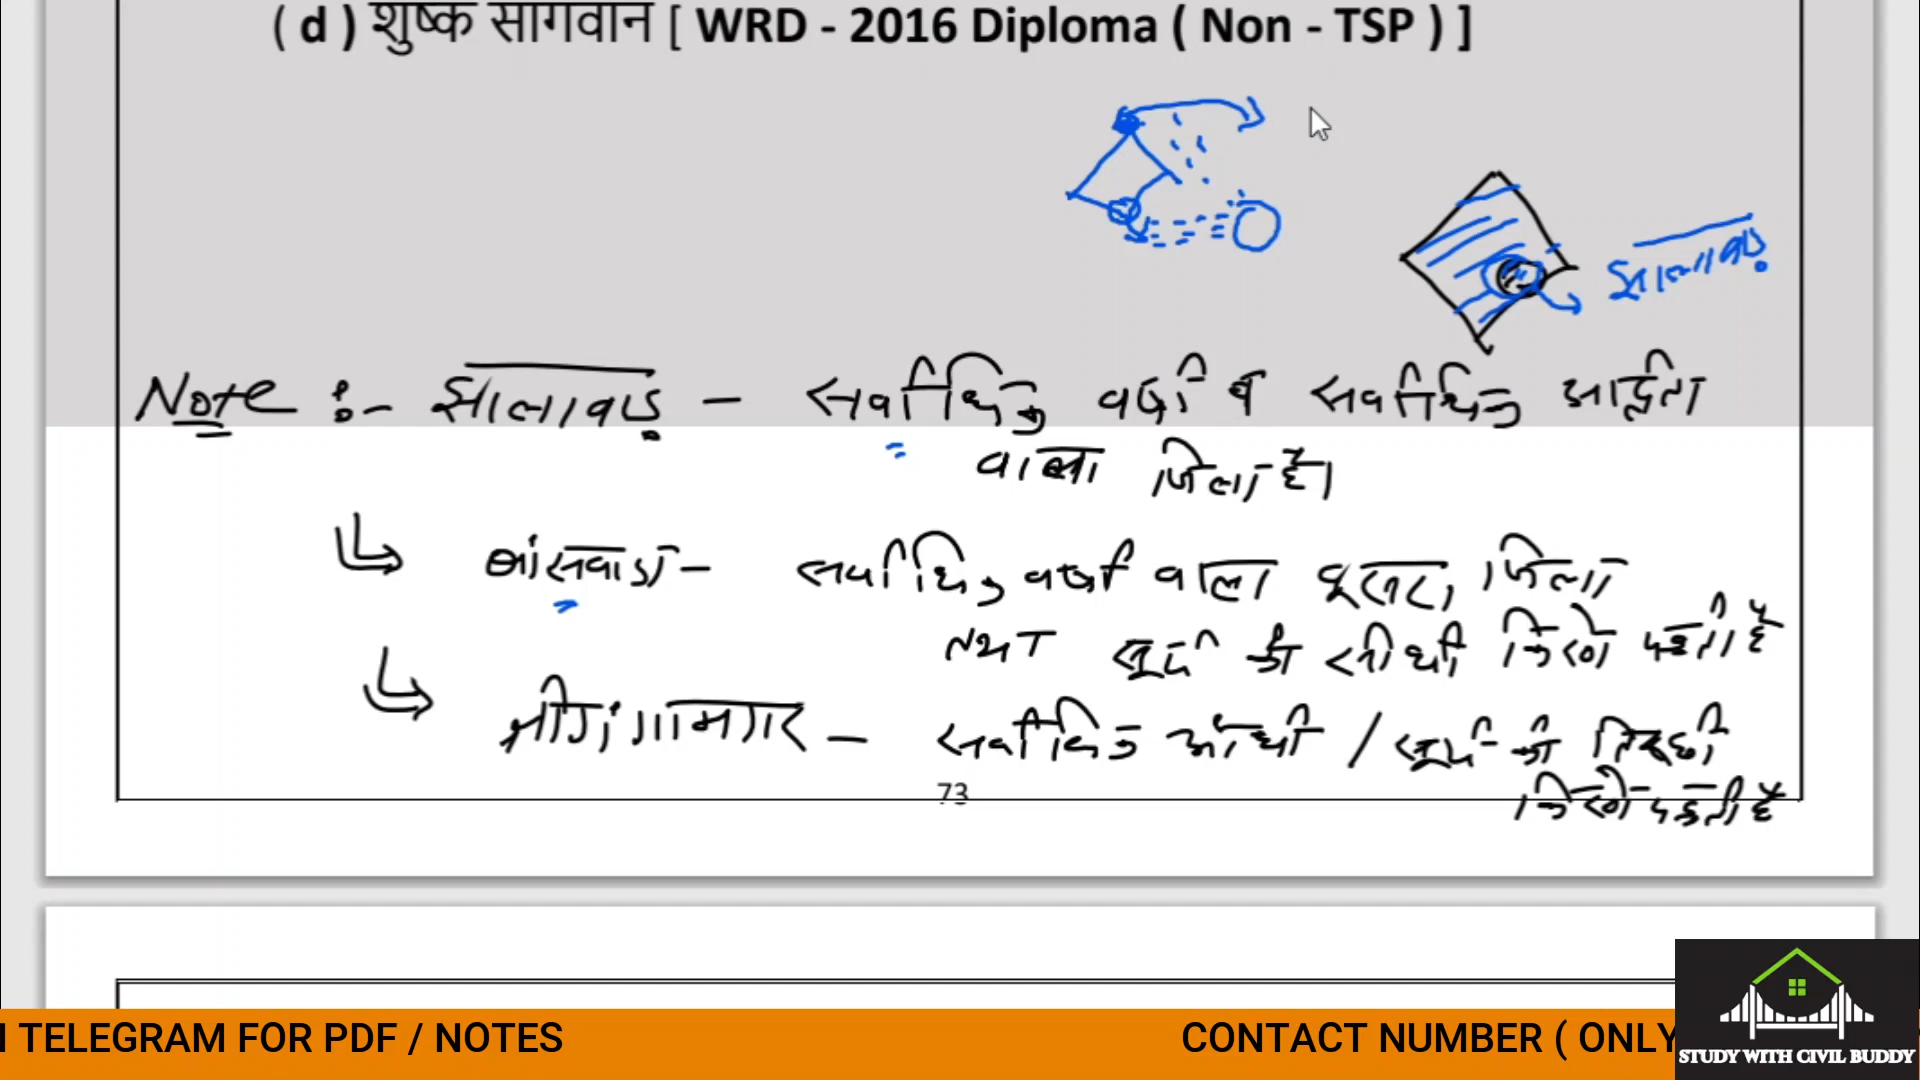 ( d ) शुष्क सागवान [ WRD - 2016 Diploma ( Non - TSP ) ]
झालावाड़
Note :- झालावाड़ - सर्वाधिक वर्षा व सर्वाधिक आर्द्रता
वाला जिला है।
बांसवाडा - सर्वाधिक वर्षा वाला दूसरा जिला
तथा सूर्य की सीधी किरणे पड़ती है
श्रीगंगानगर - सर्वाधिक आंधी / सूर्य की तिरछी
किरणे पड़ती है
73
TELEGRAM FOR PDF / NOTES
CONTACT NUMBER ( ONLY
STUDY WITH CIVIL BUDDY